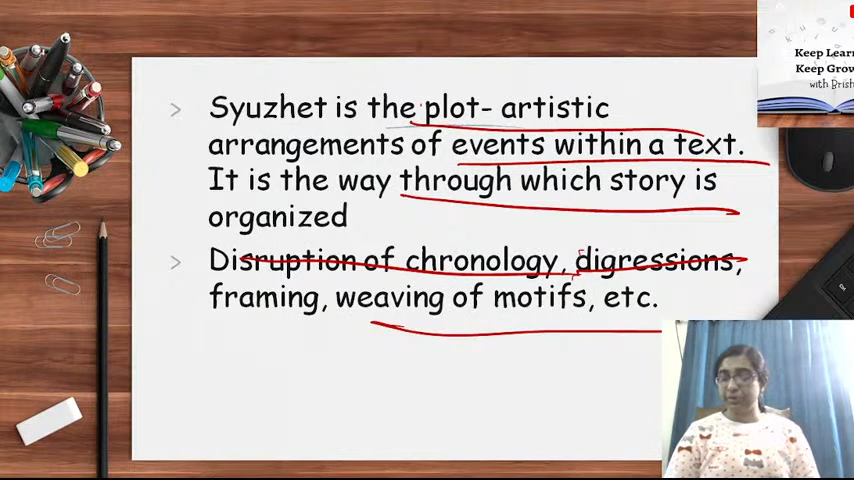 Syuzhet is the plot- artistic
arrangements of events within a text.
It is the way through which story is
organized
Disruption of chronology, digressions,
framing, weaving of motifs, etc.
Keep Lear
Keep Grow
with Brish